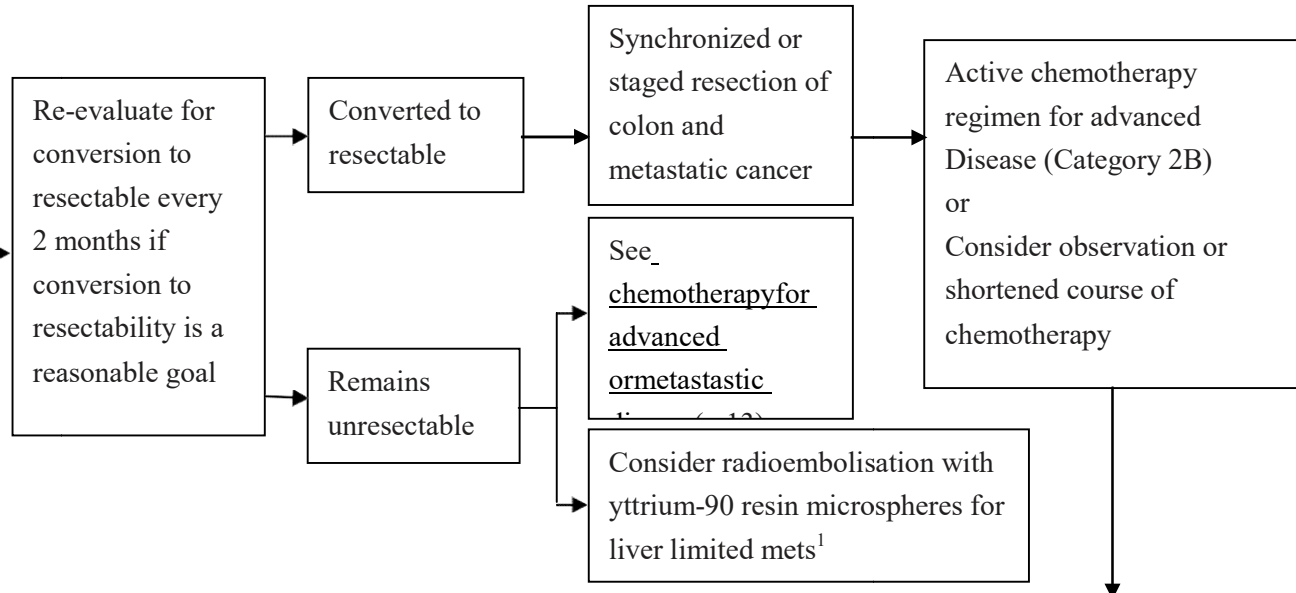 Re-evaluate for
conversion to
resectable every
2 months if
conversion to
resectability is a
reasonable goal
Converted to
resectable
Synchronized or
staged resection of
colon and
metastatic cancer
Active chemotherapy
regimen for advanced
Disease (Category 2B)
or
Consider observation or
shortened course of
chemotherapy
Remains
unresectable
See
chemotherapyfor
advanced
ormetastastic
Consider radioembolisation with
yttrium-90 resin microspheres for
liver limited mets¹